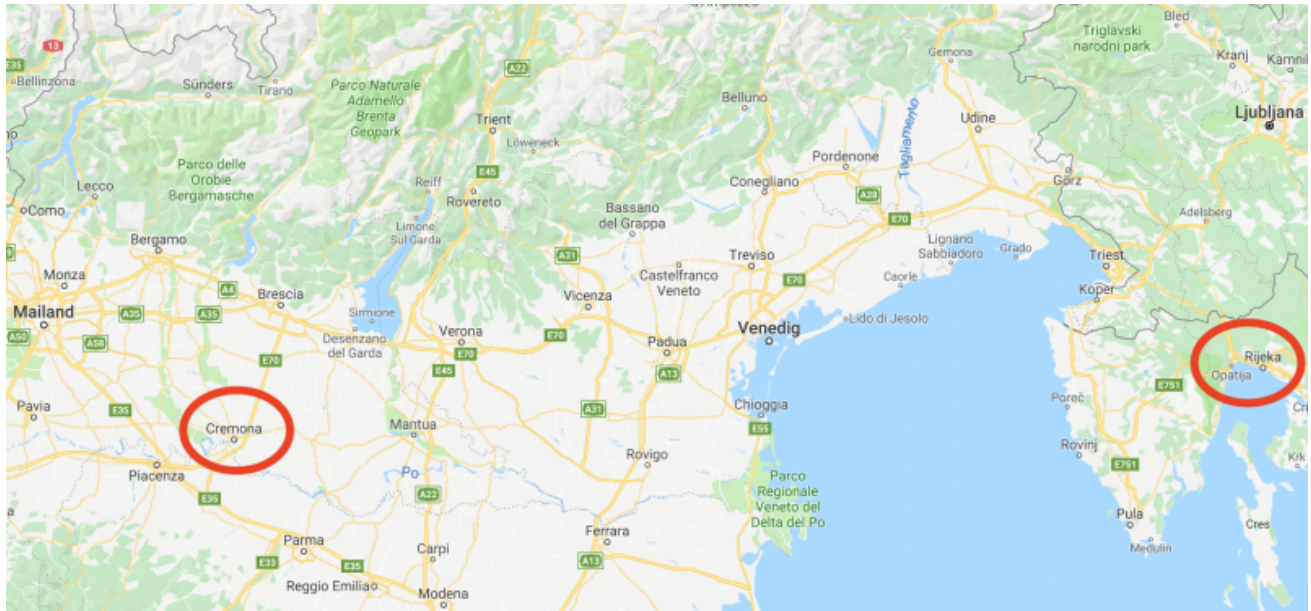 Bled
Triglavski
narodni park
13
E35
Bellinzona
Sünders
Tirano
Parco Naturale
Adamello
Brenta
Geopark
A22
Gemona
Kranj
Kamnik
Belluno
Trient
Löweneck
Tagliamento
Udine
Ljubljana
Parco delle
Orobie
Bergamasche
Pordenone
Lecco
Reiff
E45
Rovereto
Conegliano
A28
Görz
Como
Limone
Sul Garda
Bassano
del Grappa
E70
Adelsberg
Bergamo
A31
Castelfranco
Veneto
Treviso
Lignano
Sabbiadoro
Grado
Triest
Monza
A4
Brescia
Vicenza
E70
Caorle
Koper
Mailand
A35
A35
Sirmione
Desenzano
del Garda
Verona
E70
Lido di Jesolo
Venedig
A50
A58
E70
E70
E45
Padua
A13
Rijeka
Opatija
E751
Pavia
E35
Cremona
Mantua
A31
Chioggia
E55
Poreč
Cri
Piacenza
Po
Rovigo
Rovinj
E751
Krk
E35
A22
Parco
Regionale
Veneto del
Delta del Po
Pula
Cres
Medulin
Parma
Carpi
Ferrara
E33
E35
A13
Reggio Emilia
Modena